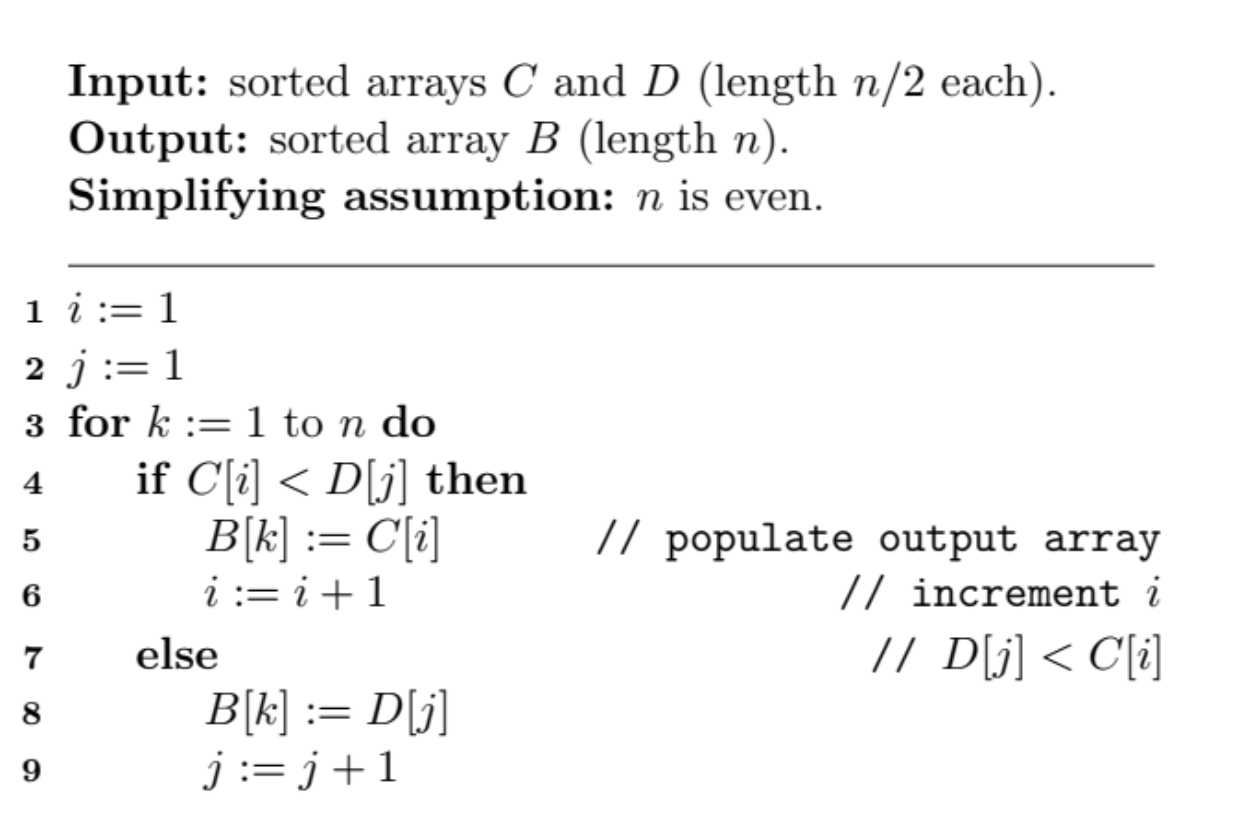 Input: sorted arrays C and D (length n/2 each).
Output: sorted array B (length n).
Simplifying assumption: n is even.
1 i := 1
2 j := 1
3 for k := 1 to n do
4 if C[i] < D[j] then
5 B[k] := C[i] // populate output array
6 i := i + 1 // increment i
7 else // D[j] < C[i]
8 B[k] := D[j]
9 j := j + 1